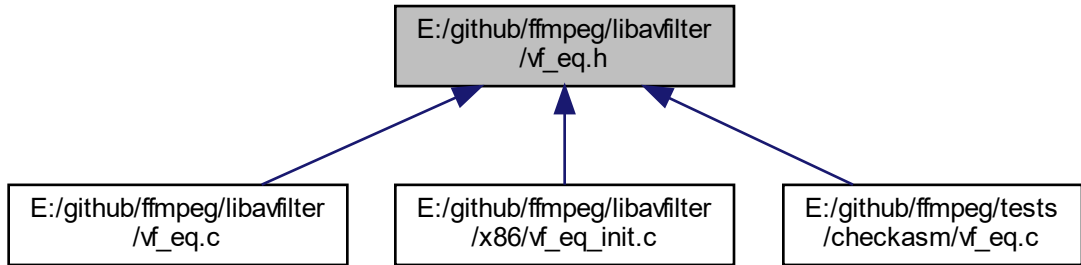 E:/github/ffmpeg/libavfilter
/vf_eq.h
E:/github/ffmpeg/libavfilter
/vf_eq.c
E:/github/ffmpeg/libavfilter
/x86/vf_eq_init.c
E:/github/ffmpeg/tests
/checkasm/vf_eq.c